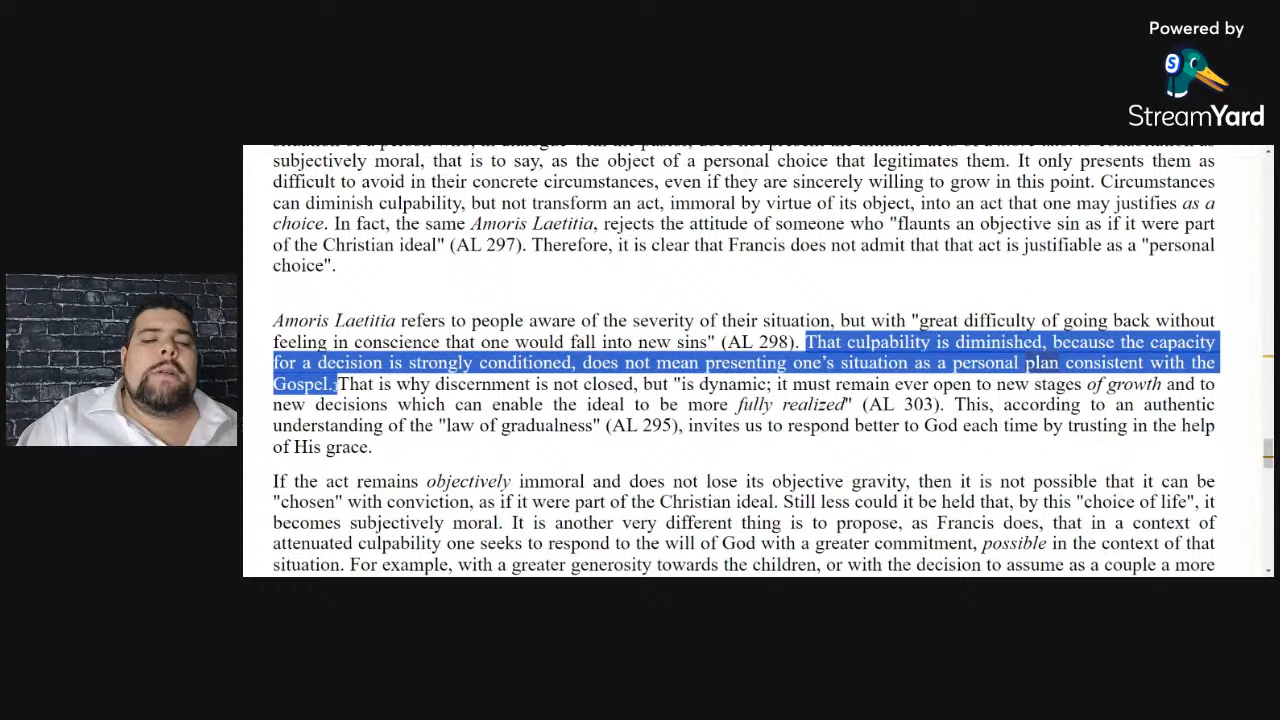 Powered by
StreamYard
subjectively moral, that is to say, as the object of a personal choice that legitimates them. It only presents them as
difficult to avoid in their concrete circumstances, even if they are sincerely willing to grow in this point. Circumstances
can diminish culpability, but not transform an act, immoral by virtue of its object, into an act that one may justifies as a
choice. In fact, the same Amoris Laetitia, rejects the attitude of someone who "flaunts an objective sin as if it were part
of the Christian ideal" (AL 297). Therefore, it is clear that Francis does not admit that that act is justifiable as a "personal
choice".
Amoris Laetitia refers to people aware of the severity of their situation, but with "great difficulty of going back without
feeling in conscience that one would fall into new sins" (AL 298). That culpability is diminished, because the capacity
for a decision is strongly conditioned, does not mean presenting one’s situation as a personal plan consistent with the
Gospel. That is why discernment is not closed, but "is dynamic; it must remain ever open to new stages of growth and to
new decisions which can enable the ideal to be more fully realized" (AL 303). This, according to an authentic
understanding of the "law of gradualness" (AL 295), invites us to respond better to God each time by trusting in the help
of His grace.
If the act remains objectively immoral and does not lose its objective gravity, then it is not possible that it can be
"chosen" with conviction, as if it were part of the Christian ideal. Still less could it be held that, by this "choice of life", it
becomes subjectively moral. It is another very different thing is to propose, as Francis does, that in a context of
attenuated culpability one seeks to respond to the will of God with a greater commitment, possible in the context of that
situation. For example, with a greater generosity towards the children, or with the decision to assume as a couple a more